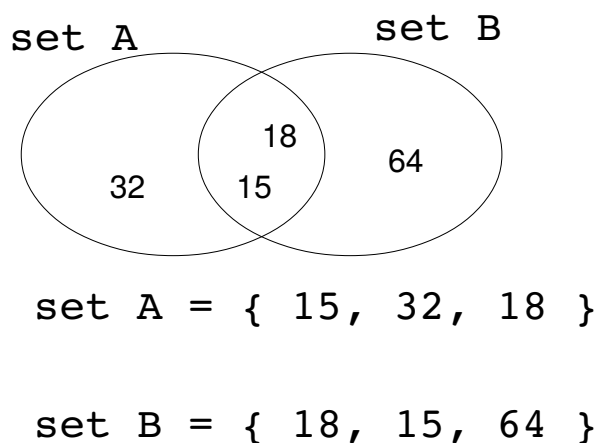 set A
set B
18
64
32
15
set A = { 15, 32, 18 }
set B = { 18, 15, 64 }